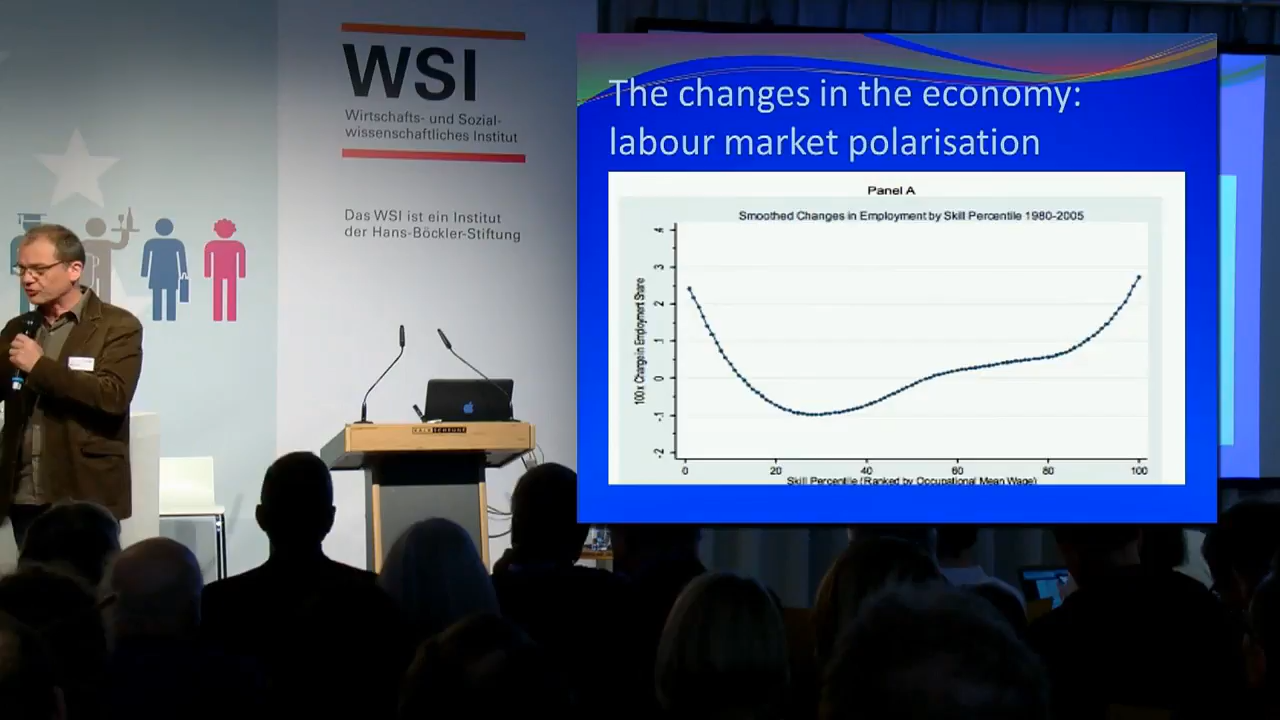 WSI
Wirtschafts- und Sozial-
wissenschaftliches Institut
Das WSI ist ein Institut
der Hans-Böckler-Stiftung
The changes in the economy:
labour market polarisation
Panel A
Smoothed Changes in Employment by Skill Percentile 1980-2005
100x Change in Employment Share
4
3
.2
.1
0
-.1
-.2
0 20 40 60 80 100
Skill Percentile (Ranked by Occupational Mean Wage)